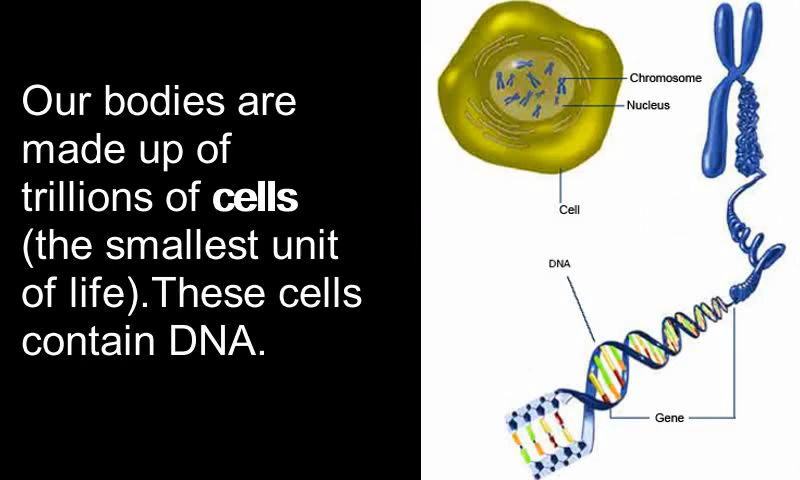 Our bodies are
made up of
trillions of cells
(the smallest unit
of life).These cells
contain DNA.
Chromosome
Nucleus
Cell
DNA
Gene